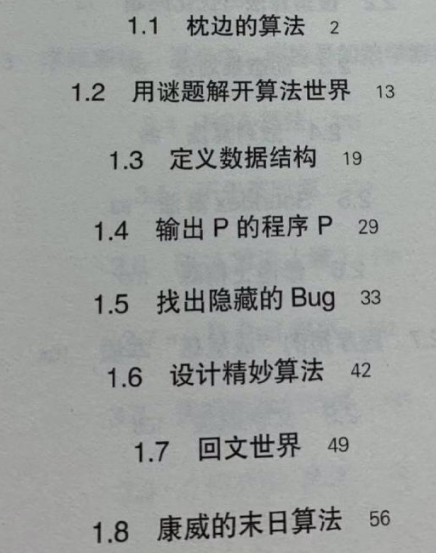 1.1 枕边的算法 2
1.2 用谜题解开算法世界 13
1.3 定义数据结构 19
1.4 输出 P 的程序 P 29
1.5 找出隐藏的 Bug 33
1.6 设计精妙算法 42
1.7 回文世界 49
1.8 康威的末日算法 56